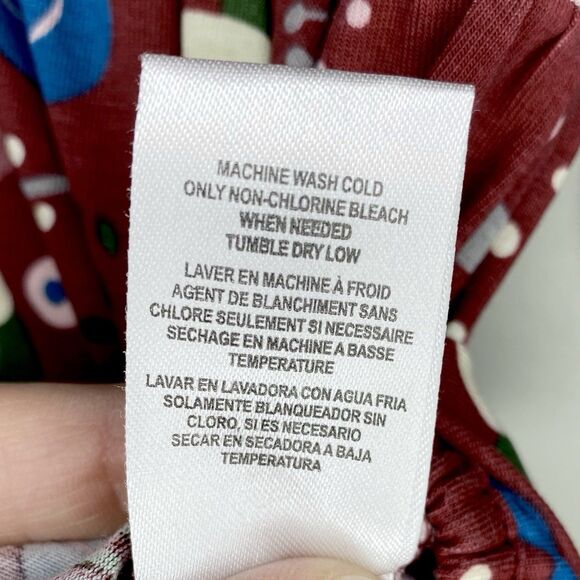 MACHINE WASH COLD
ONLY NON-CHLORINE BLEACH
WHEN NEEDED
TUMBLE DRY LOW
LAVER EN MACHINE À FROID
AGENT DE BLANCHIMENT SANS
CHLORE SEULEMENT SI NECESSAIRE
SECHAGE EN MACHINE A BASSE
TEMPERATURE
LAVAR EN LAVADORA CON AGUA FRIA
SOLAMENTE BLANQUEADOR SIN
CLORO, SI ES NECESARIO
SECAR EN SECADORA A BAJA
TEMPERATURA